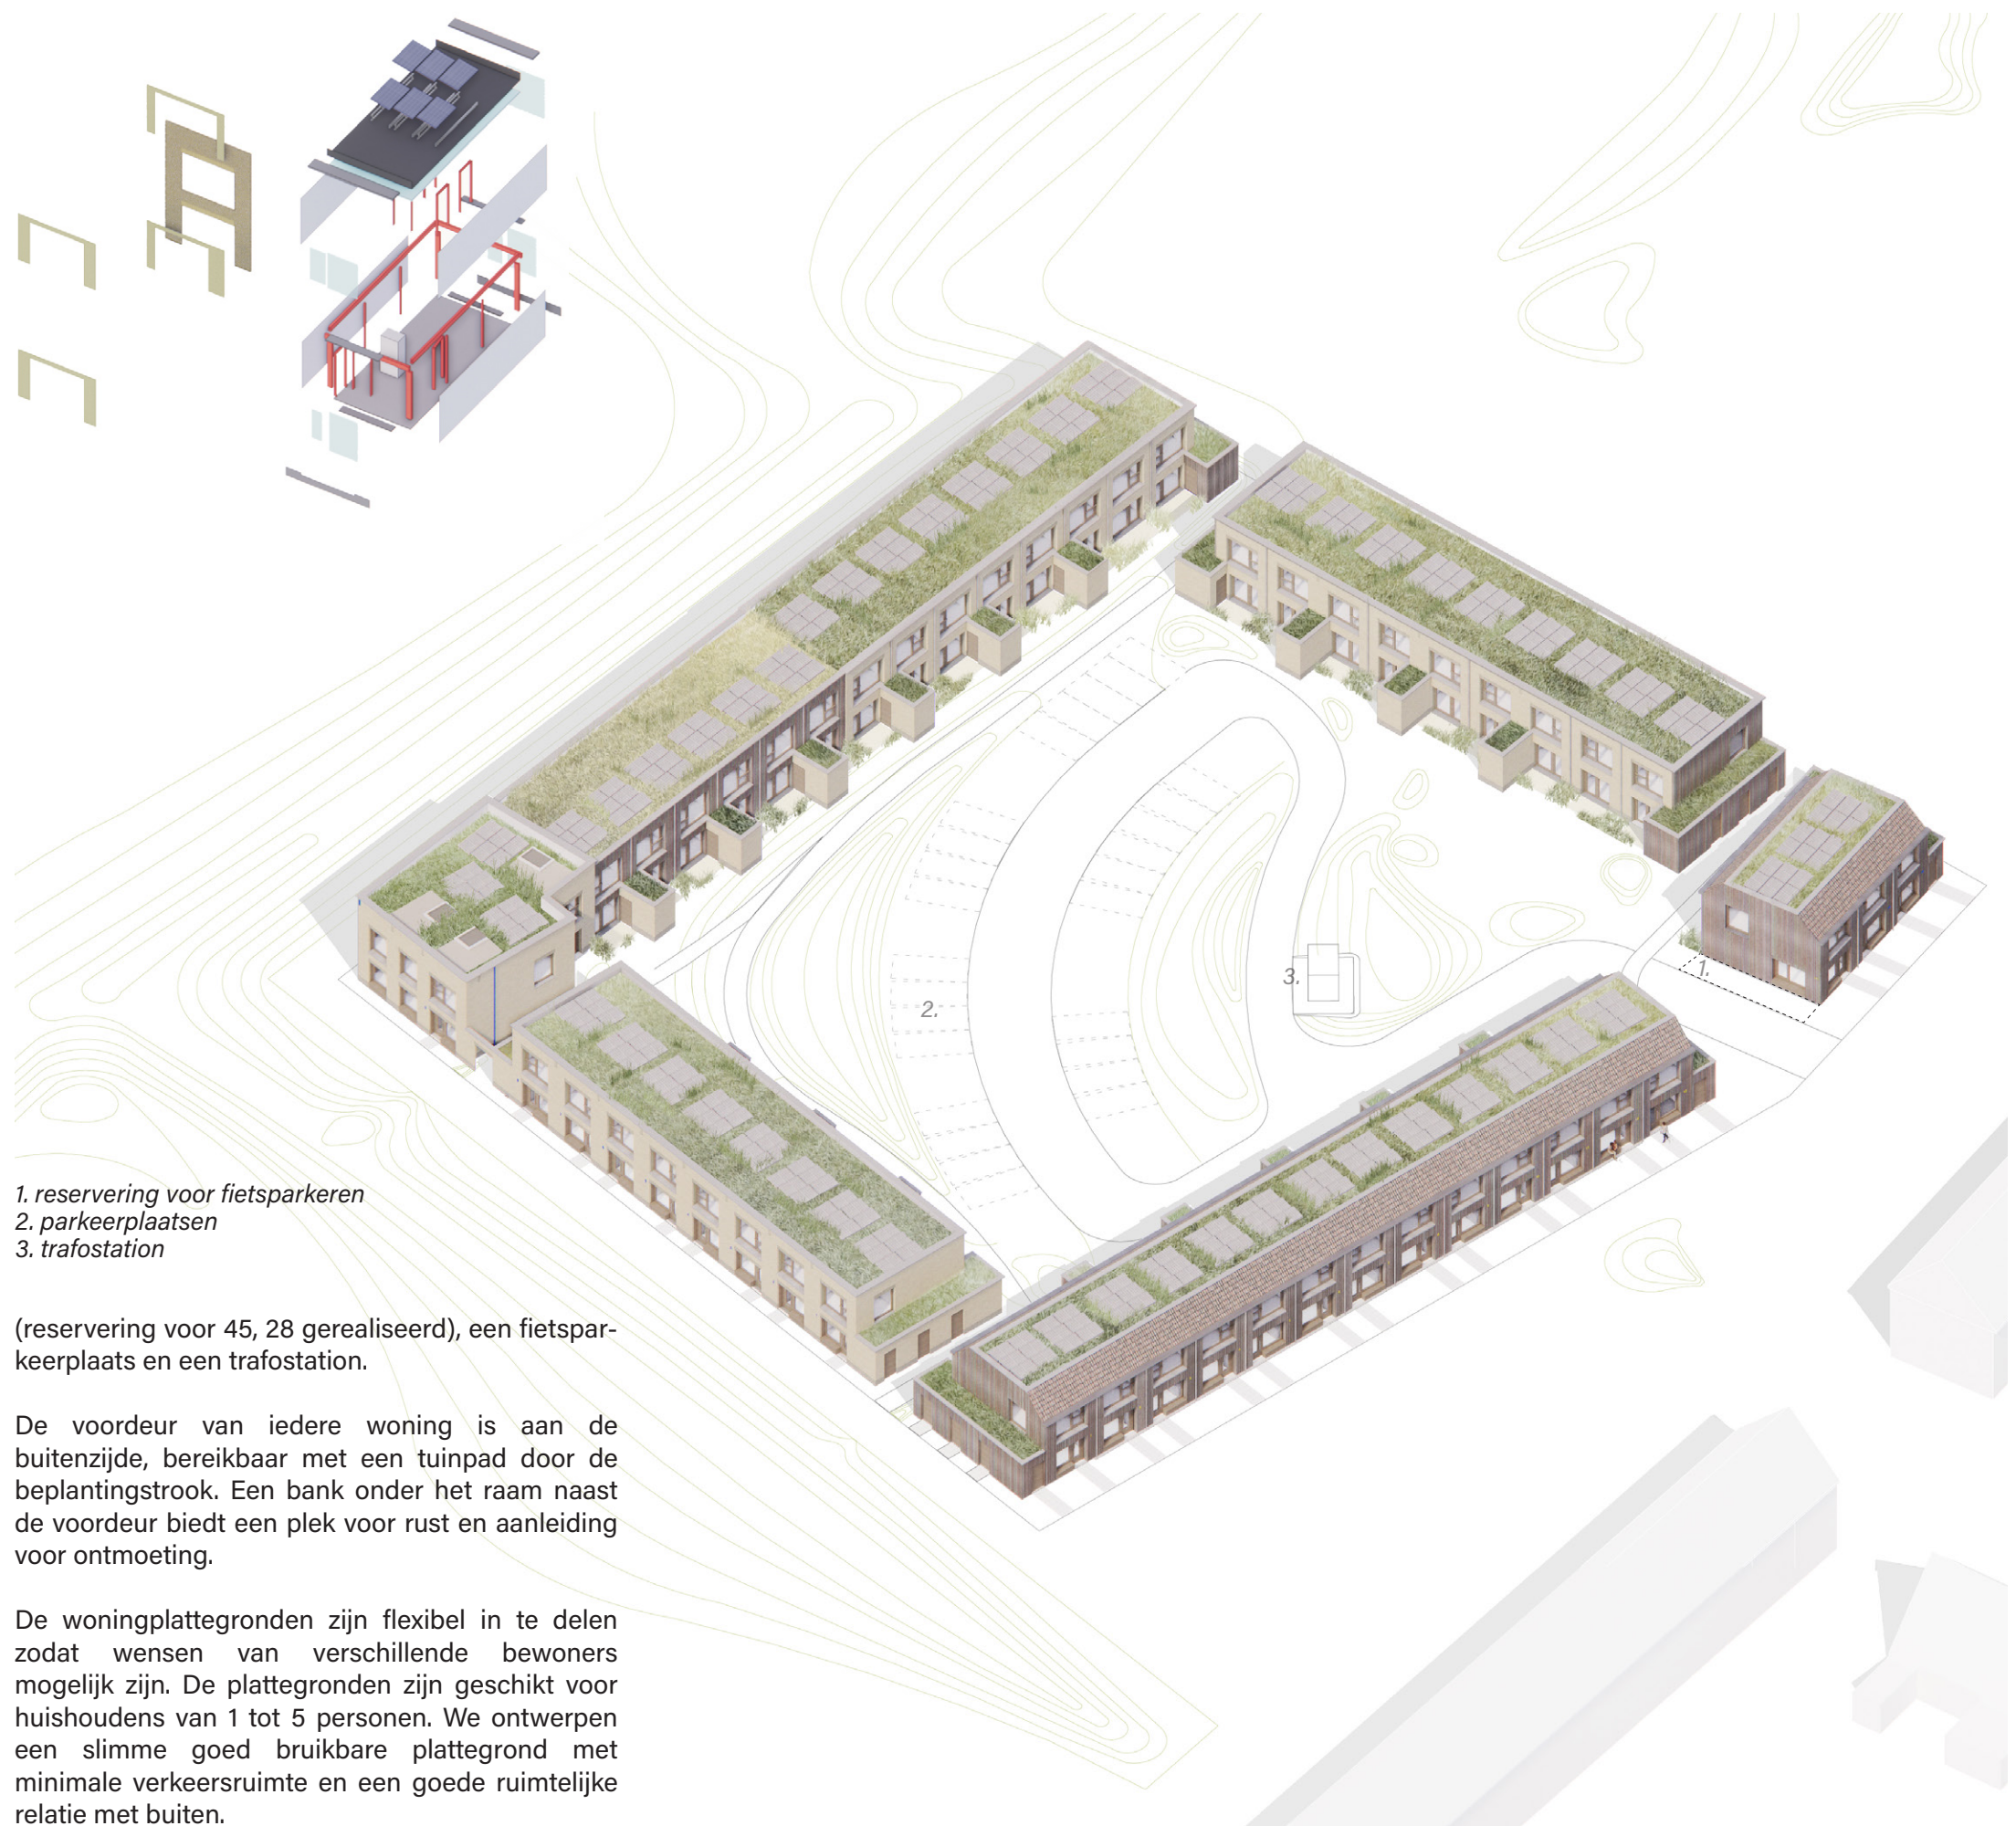 1.
2.
3.
1. reservering voor fietsparkeren
2. parkeerplaatsen
3. trafostation
(reservering voor 45, 28 gerealiseerd), een fietspar-
keerplaats en een trafostation.
De voordeur van iedere woning is aan de
buitenzijde, bereikbaar met een tuinpad door de
beplantingstrook. Een bank onder het raam naast
de voordeur biedt een plek voor rust en aanleiding
voor ontmoeting.
De woningplattegronden zijn flexibel in te delen
zodat wensen van verschillende bewoners
mogelijk zijn. De plattegronden zijn geschikt voor
huishoudens van 1 tot 5 personen. We ontwerpen
een slimme goed bruikbare plattegrond met
minimale verkeersruimte en een goede ruimtelijke
relatie met buiten.